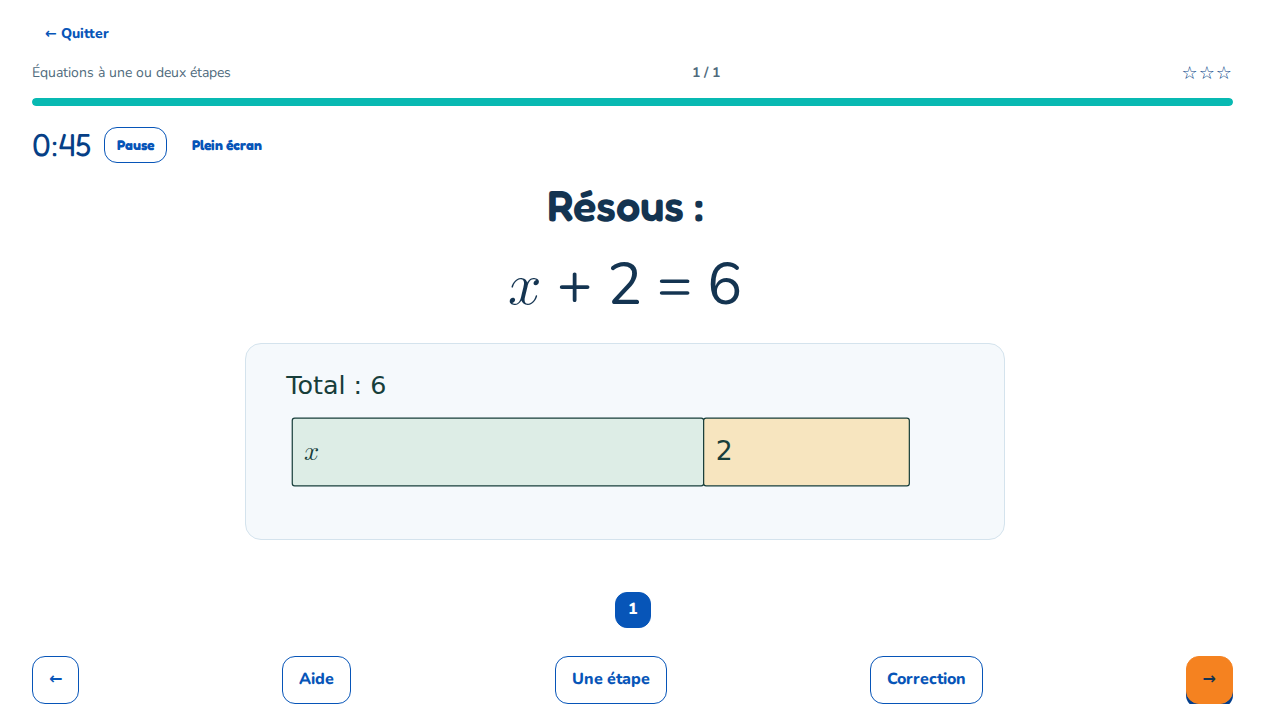 ← Quitter
Équations à une ou deux étapes
1 / 1
☆☆☆
0:45
Pause
Plein écran
Résous :
x + 2 = 6
Total : 6
x
2
1
←
Aide
Une étape
Correction
→